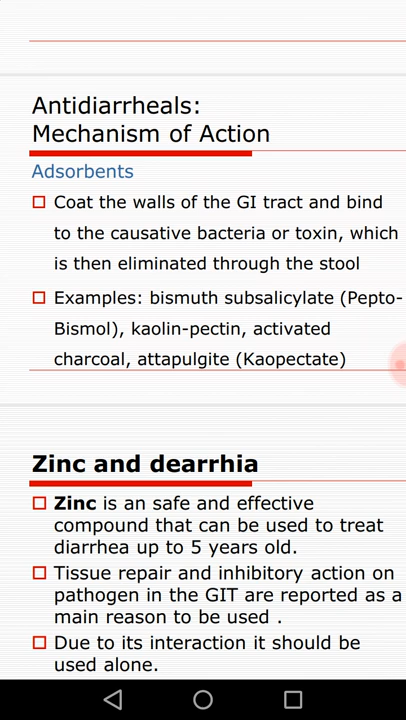 Antidiarrheals:
Mechanism of Action
Adsorbents
Coat the walls of the GI tract and bind
to the causative bacteria or toxin, which
is then eliminated through the stool
Examples: bismuth subsalicylate (Pepto-
Bismol), kaolin-pectin, activated
charcoal, attapulgite (Kaopectate)
Zinc and dearrhia
Zinc is an safe and effective
compound that can be used to treat
diarrhea up to 5 years old.
Tissue repair and inhibitory action on
pathogen in the GIT are reported as a
main reason to be used .
Due to its interaction it should be
used alone.